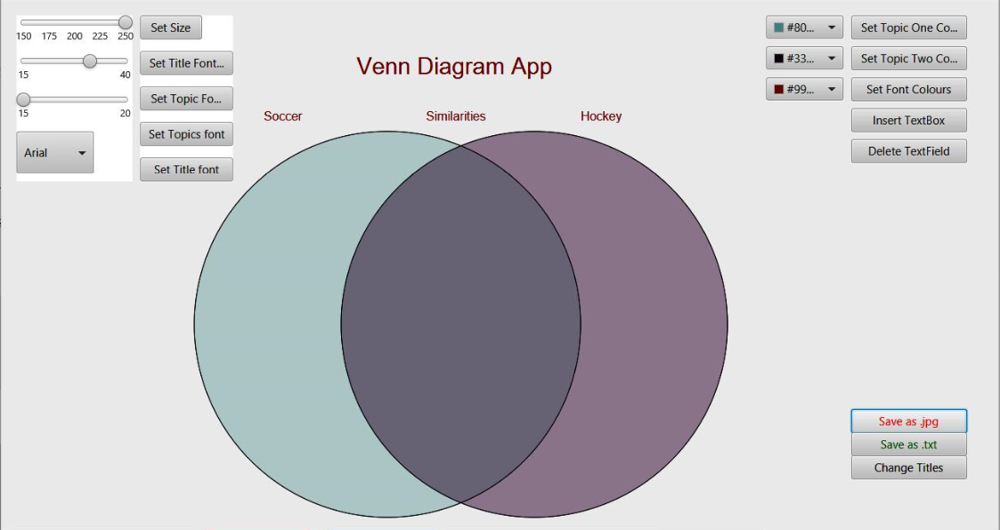 150 175 200 225 250
15 40
15 20
Arial
Set Size
Set Title Font...
Set Topic Fo...
Set Topics font
Set Title font
Venn Diagram App
Soccer Similarities Hockey
#80...
#33...
#99...
Set Topic One Co...
Set Topic Two Co...
Set Font Colours
Insert TextBox
Delete TextField
Save as .jpg
Save as .txt
Change Titles